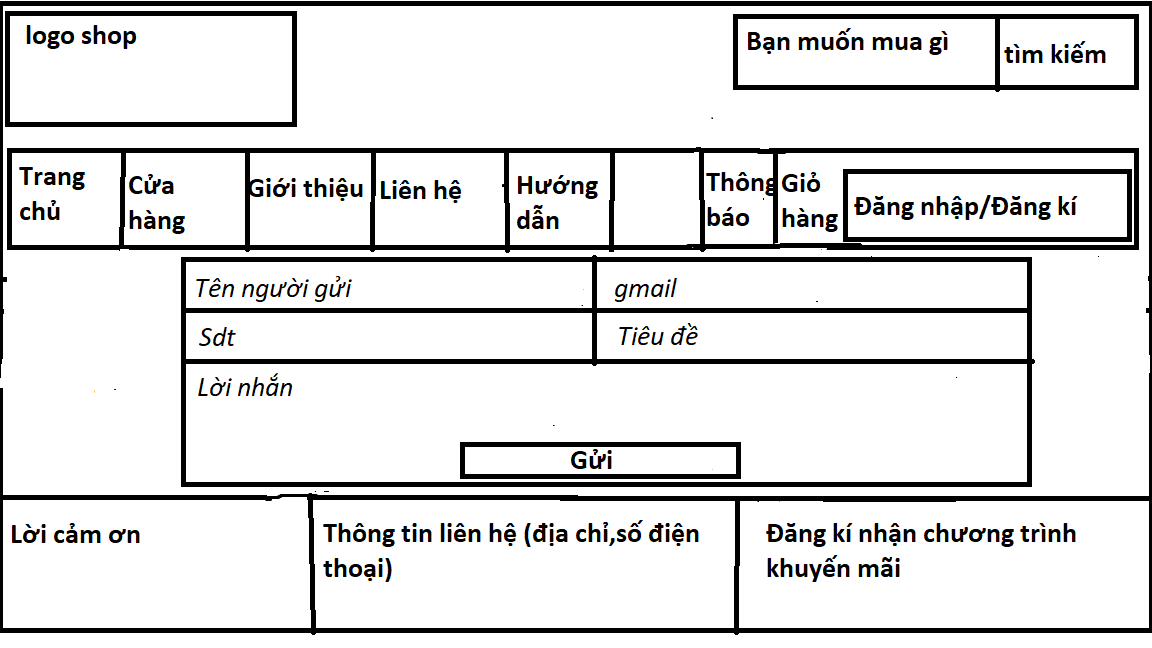 logo shop
Bạn muốn mua gì
tìm kiếm
Trang
chủ
Cửa
hàng
Giới thiệu
Liên hệ
Hướng
dẫn
Thông
báo
Giỏ
hàng
Đăng nhập/Đăng kí
Tên người gửi
gmail
Sdt
Tiêu đề
Lời nhắn
Gửi
Lời cảm ơn
Thông tin liên hệ (địa chỉ,số điện
thoại)
Đăng kí nhận chương trình
khuyến mãi